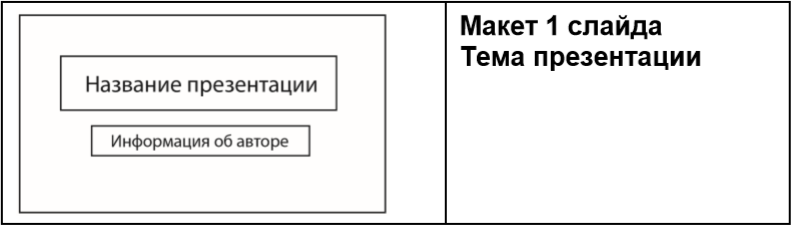 Название презентации
Информация об авторе
Макет 1 слайда
Тема презентации